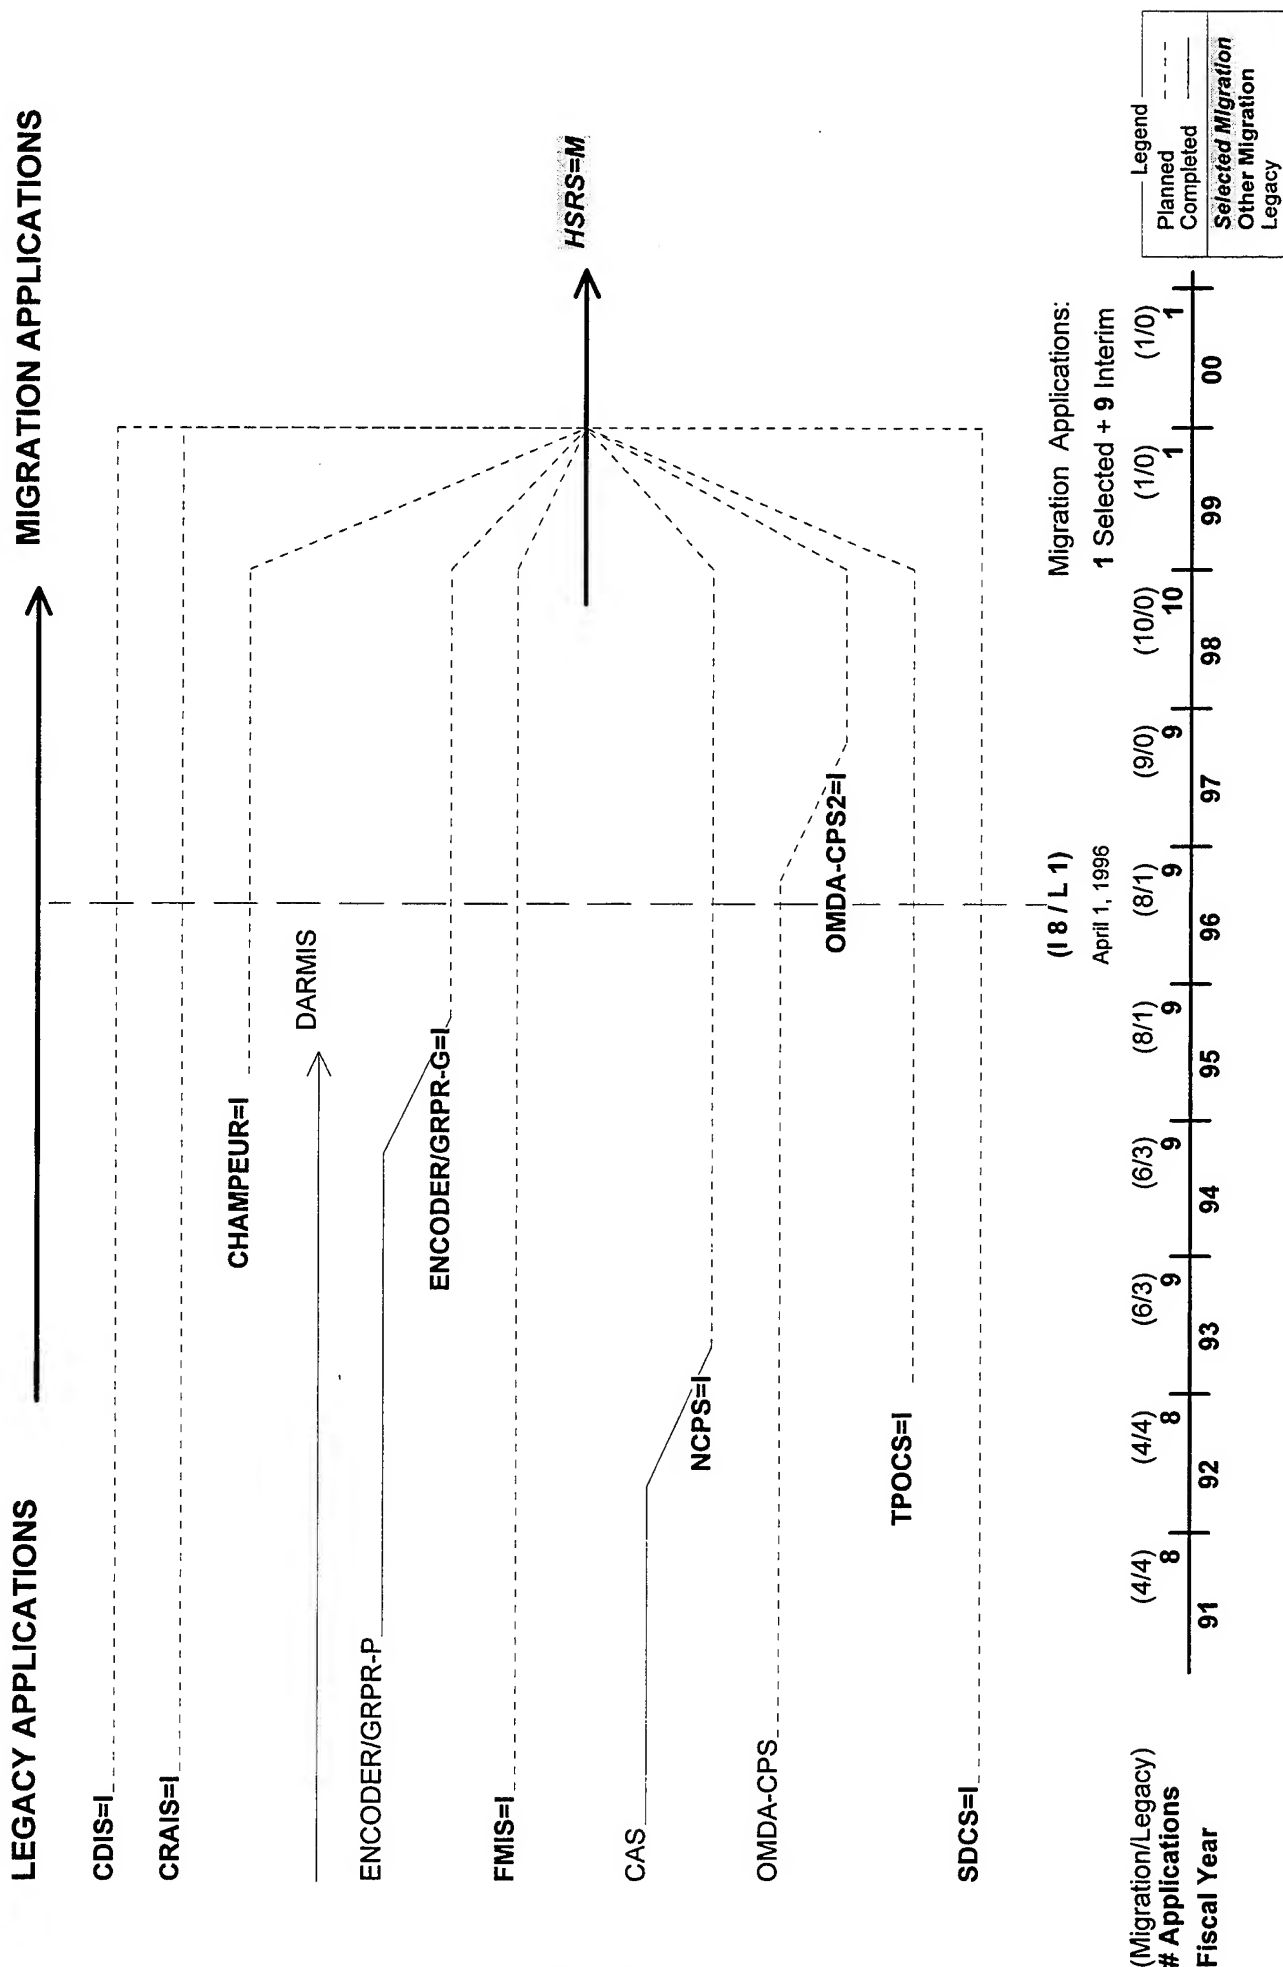 LEGACY APPLICATIONS
MIGRATION APPLICATIONS
CDIS=I
CRAIS=I
CHAMPEUR=I
DARMIS
ENCODER/GRPR-P
ENCODER/GRPR-G=I
FMIS=I
HSRS=M
CAS
NCPS=I
OMDA-CPS
OMDA-CPS2=I
TPOCS=I
SDCS=I
(I 8 / L 1)
April 1, 1996
Migration Applications:
1 Selected + 9 Interim
(Migration/Legacy) (4/4) (4/4) (6/3) (6/3) (8/1) (8/1) (9/0) (10/0) (1/0) (1/0)
# Applications 8 8 9 9 9 9 9 10 1 1
Fiscal Year 91 92 93 94 95 96 97 98 99 00
Legend
Planned
Completed
Selected Migration
Other Migration
Legacy